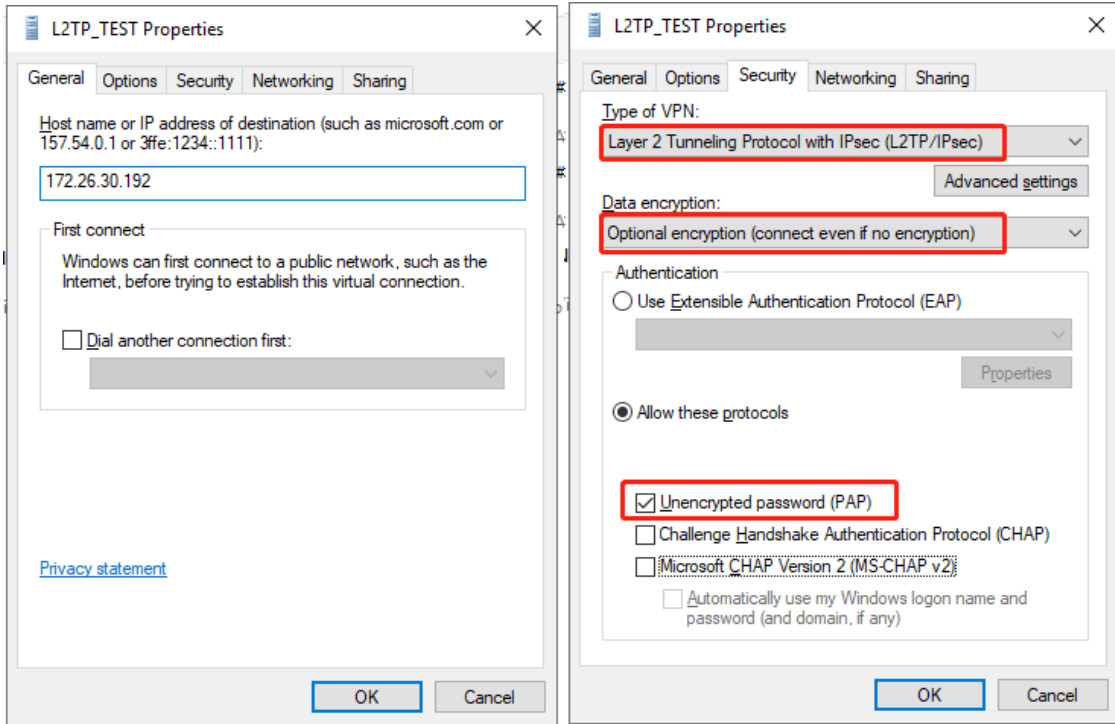 L2TP_TEST Properties
General Options Security Networking Sharing
Host name or IP address of destination (such as microsoft.com or
157.54.0.1 or 3ffe:1234::1111):
172.26.30.192
First connect
Windows can first connect to a public network, such as the
Internet, before trying to establish this virtual connection.
Dial another connection first:
Privacy statement
OK Cancel
L2TP_TEST Properties
General Options Security Networking Sharing
Type of VPN:
Layer 2 Tunneling Protocol with IPsec (L2TP/IPsec)
Advanced settings
Data encryption:
Optional encryption (connect even if no encryption)
Authentication
Use Extensible Authentication Protocol (EAP)
Properties
Allow these protocols
Unencrypted password (PAP)
Challenge Handshake Authentication Protocol (CHAP)
Microsoft CHAP Version 2 (MS-CHAP v2)
Automatically use my Windows logon name and
password (and domain, if any)
OK Cancel